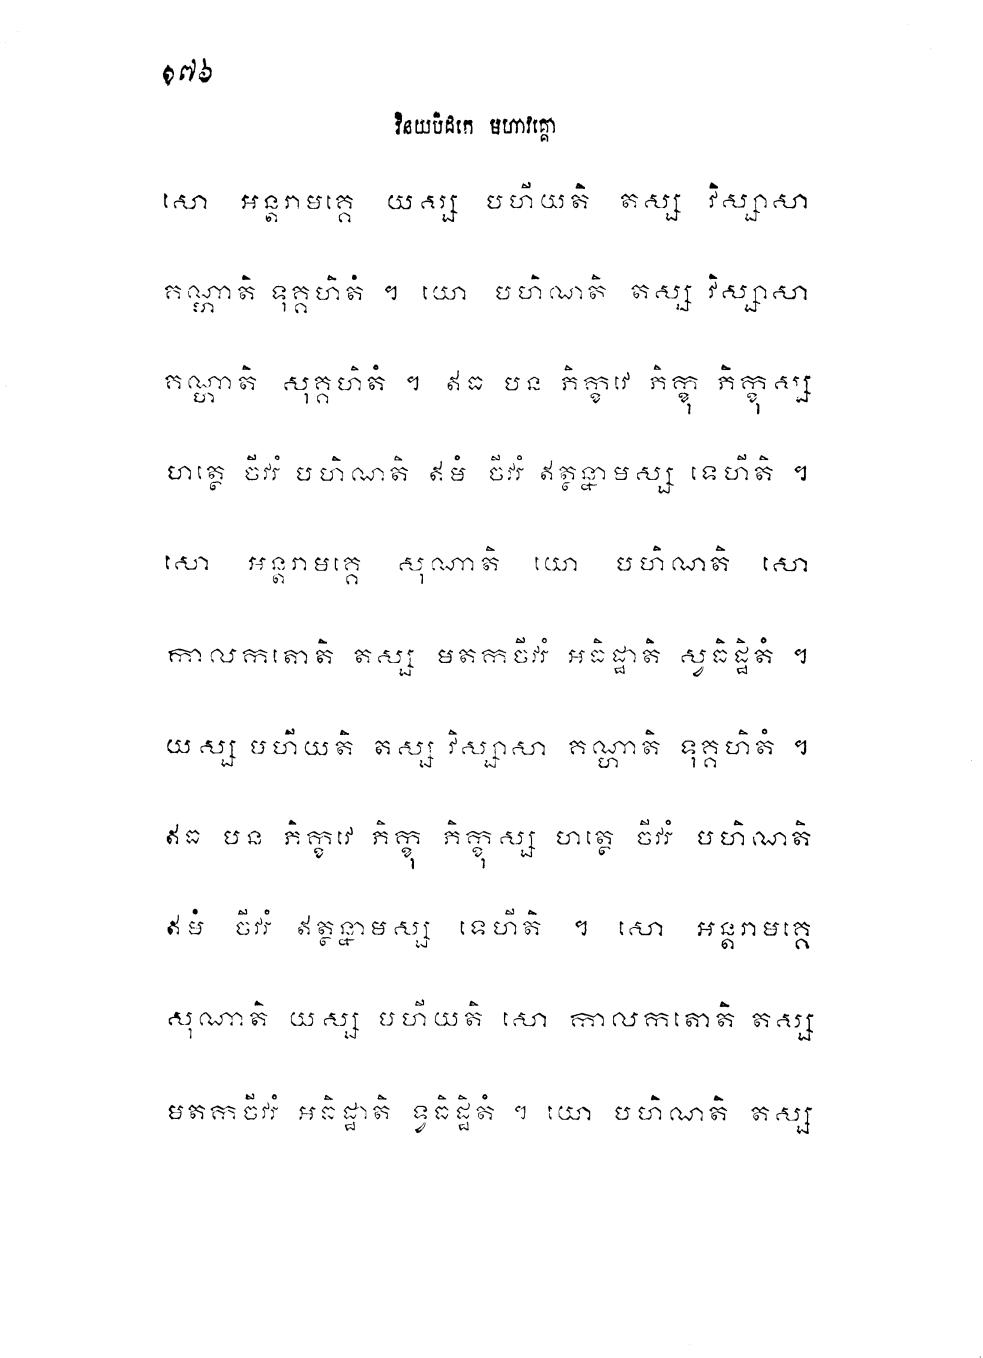 ១៧៦
វិនយបិដកេ មហាវគ្គោ
សោ អន្តរាមគ្គេ យស្ស បហីយតិ តស្ស វិស្សាសា
គណ្ហាតិ ទុគ្គហិតំ ។ យោ បហិណតិ តស្ស វិស្សាសា
គណ្ហាតិ សុគ្គហិតំ ។ ឥធ បន ភិក្ខវេ ភិក្ខុ ភិក្ខុស្ស
ហត្ថេ ចីវរំ បហិណតិ ឥមំ ចីវរំ ឥត្ថន្នាមស្ស ទេហីតិ ។
សោ អន្តរាមគ្គេ សុណាតិ យោ បហិណតិ សោ
កាលកតោតិ តស្ស មតកចីវរំ អធិដ្ឋាតិ ស្វធិដ្ឋិតំ ។
យស្ស បហីយតិ តស្ស វិស្សាសា គណ្ហាតិ ទុគ្គហិតំ ។
ឥធ បន ភិក្ខវេ ភិក្ខុ ភិក្ខុស្ស ហត្ថេ ចីវរំ បហិណតិ
ឥមំ ចីវរំ ឥត្ថន្នាមស្ស ទេហីតិ ។ សោ អន្តរាមគ្គេ
សុណាតិ យស្ស បហីយតិ សោ កាលកតោតិ តស្ស
មតកចីវរំ អធិដ្ឋាតិ ទ្វធិដ្ឋិតំ ។ យោ បហិណតិ តស្ស